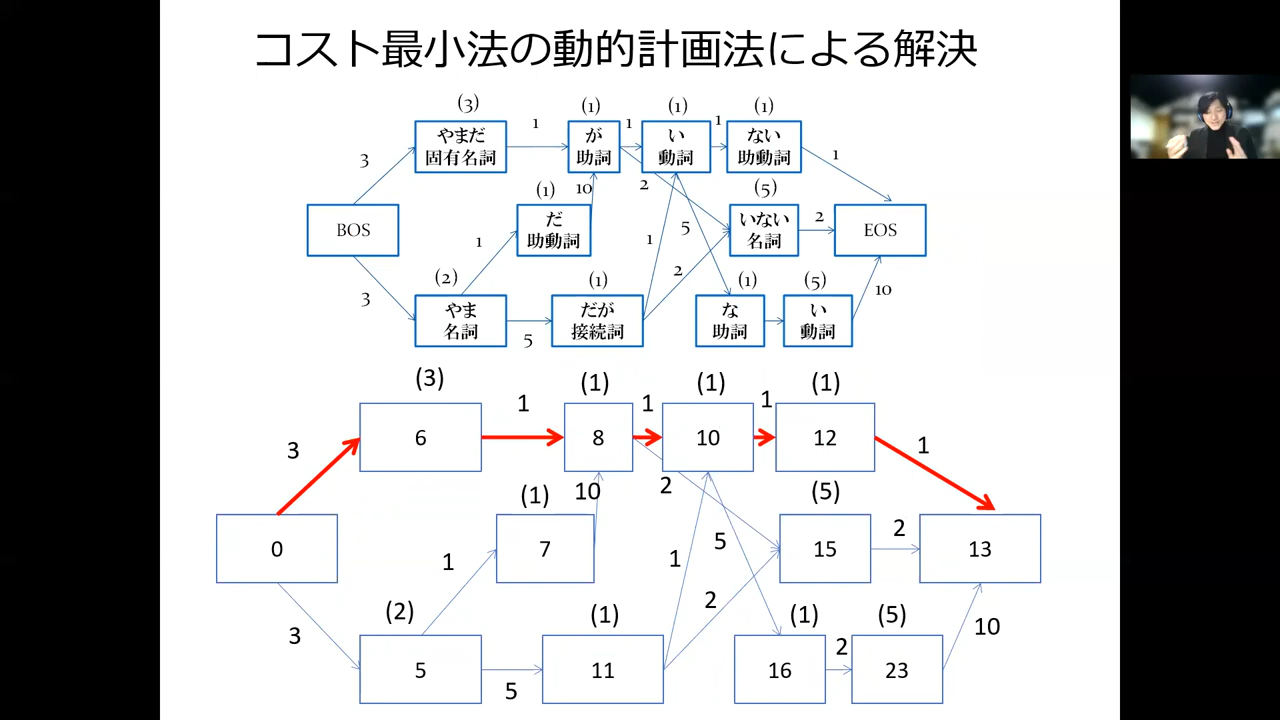 コスト最小法の動的計画法による解決
(3)
(1)
(1)
(1)
やまだ
固有名詞
1
が
助詞
1
い
動詞
1
ない
助動詞
3
1
10
2
(1)
(5)
BOS
だ
助動詞
いない
名詞
2
EOS
1
1
5
3
(2)
2
(1)
(1)
(5)
10
やま
名詞
5
だが
接続詞
な
助詞
い
動詞
(3)
(1)
(1)
(1)
3
6
1
8
1
10
1
12
1
(1)
10
2
(5)
0
1
7
1
5
15
2
13
3
(2)
(1)
2
(1)
(5)
10
5
5
11
16
2
23